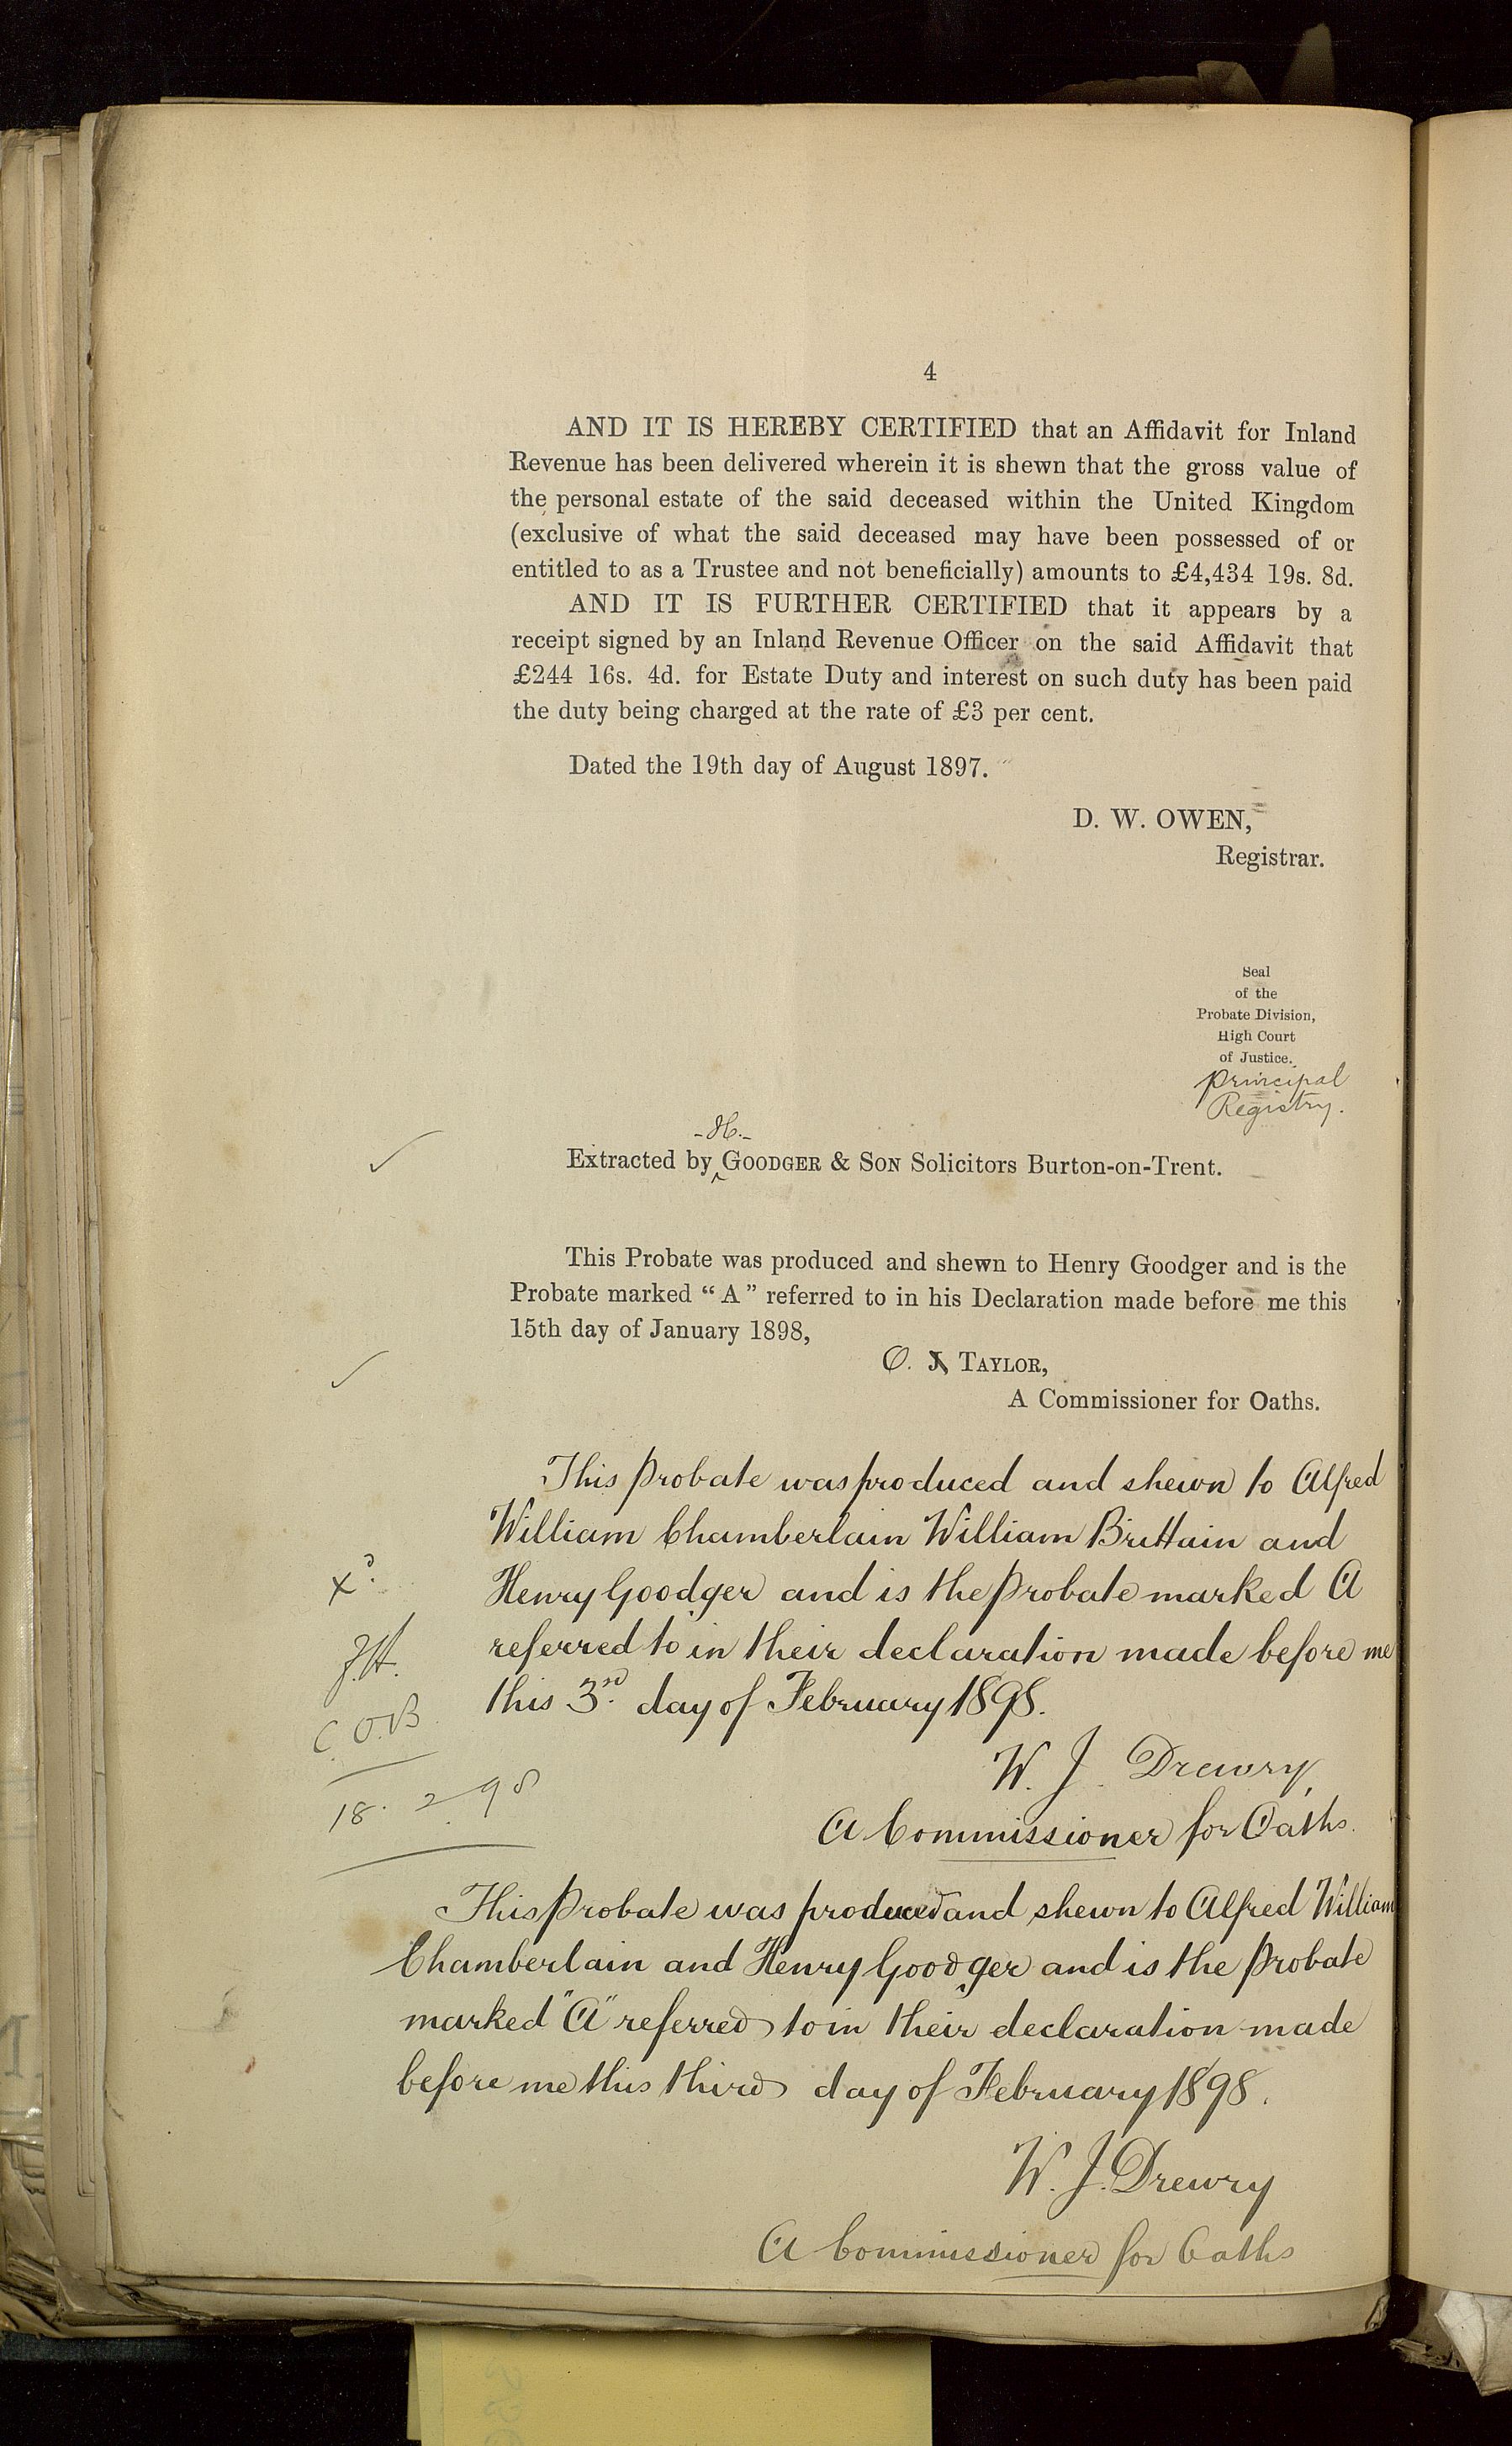 4
AND IT IS HEREBY CERTIFIED that an Affidavit for Inland
Revenue has been delivered wherein it is shewn that the gross value of
the personal estate of the said deceased within the United Kingdom
(exclusive of what the said deceased may have been possessed of or
entitled to as a Trustee and not beneficially) amounts to £4,434 19s. 8d.
AND IT IS FURTHER CERTIFIED that it appears by a
receipt signed by an Inland Revenue Officer on the said Affidavit that
£244 16s. 4d. for Estate Duty and interest on such duty has been paid
the duty being charged at the rate of £3 per cent.
Dated the 19th day of August 1897.
D. W. OWEN,
Registrar.
Seal
of the
Probate Division,
High Court
of Justice.
Principal
Registry.
-H.-
Extracted by GOODGER & SON Solicitors Burton-on-Trent.
This Probate was produced and shewn to Henry Goodger and is the
Probate marked “A” referred to in his Declaration made before me this
15th day of January 1898,
O. J. TAYLOR,
A Commissioner for Oaths.
This Probate was produced and shewn to Alfred
William Chamberlain William Brittain and
Henry Goodger and is the Probate marked A
referred to in their declaration made before me
this 3rd. day of February 1898.
J.H.
C.O.B
18. 2. 98
W. J. Drewry,
A Commissioner for Oaths.
This Probate was produced and shewn to Alfred William
Chamberlain and Henry Goodger and is the Probate
marked "A" referred to in their declaration made
before me this third day of February 1898.
W. J. Drewry
A Commissioner for Oaths